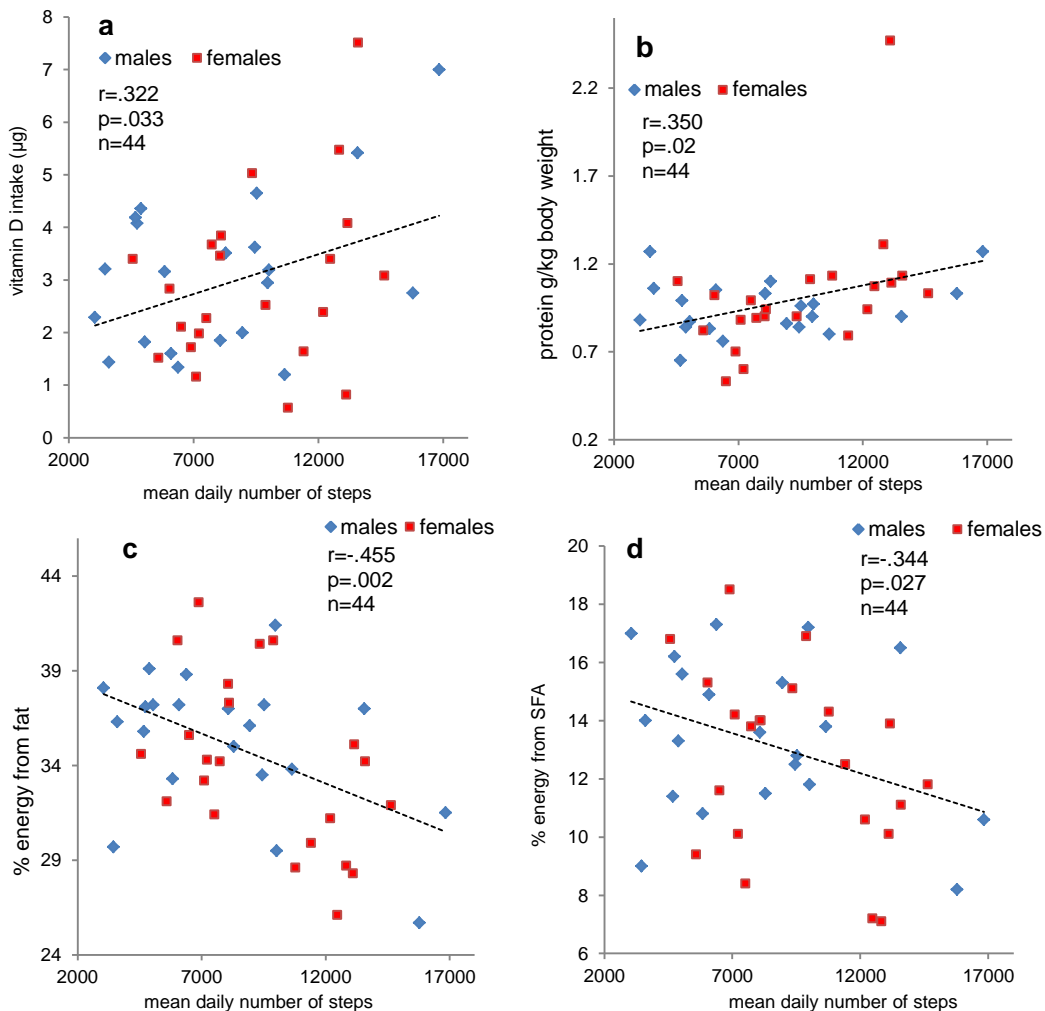 a
males females
r=.322
p=.033
n=44
vitamin D intake (µg)
8
7
6
5
4
3
2
1
0
2000 7000 12000 17000
mean daily number of steps
b
males females
r=.350
p=.02
n=44
protein g/kg body weight
2.2
1.7
1.2
0.7
0.2
2000 7000 12000 17000
mean daily number of steps
c
males females
r=-.455
p=.002
n=44
% energy from fat
44
39
34
29
24
2000 7000 12000 17000
mean daily number of steps
d
males females
r=-.344
p=.027
n=44
% energy from SFA
20
18
16
14
12
10
8
6
2000 7000 12000 17000
mean daily number of steps